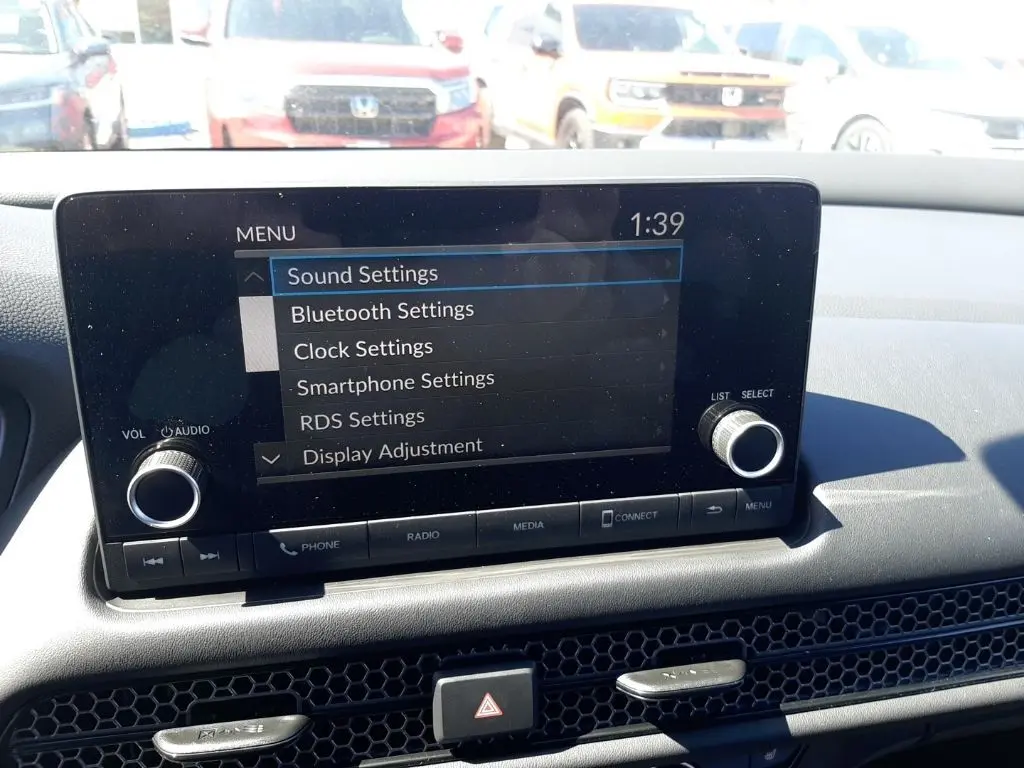 MENU 1:39
Sound Settings
Bluetooth Settings
Clock Settings
Smartphone Settings
RDS Settings
Display Adjustment
LIST SELECT
VOL AUDIO
PHONE RADIO MEDIA CONNECT MENU